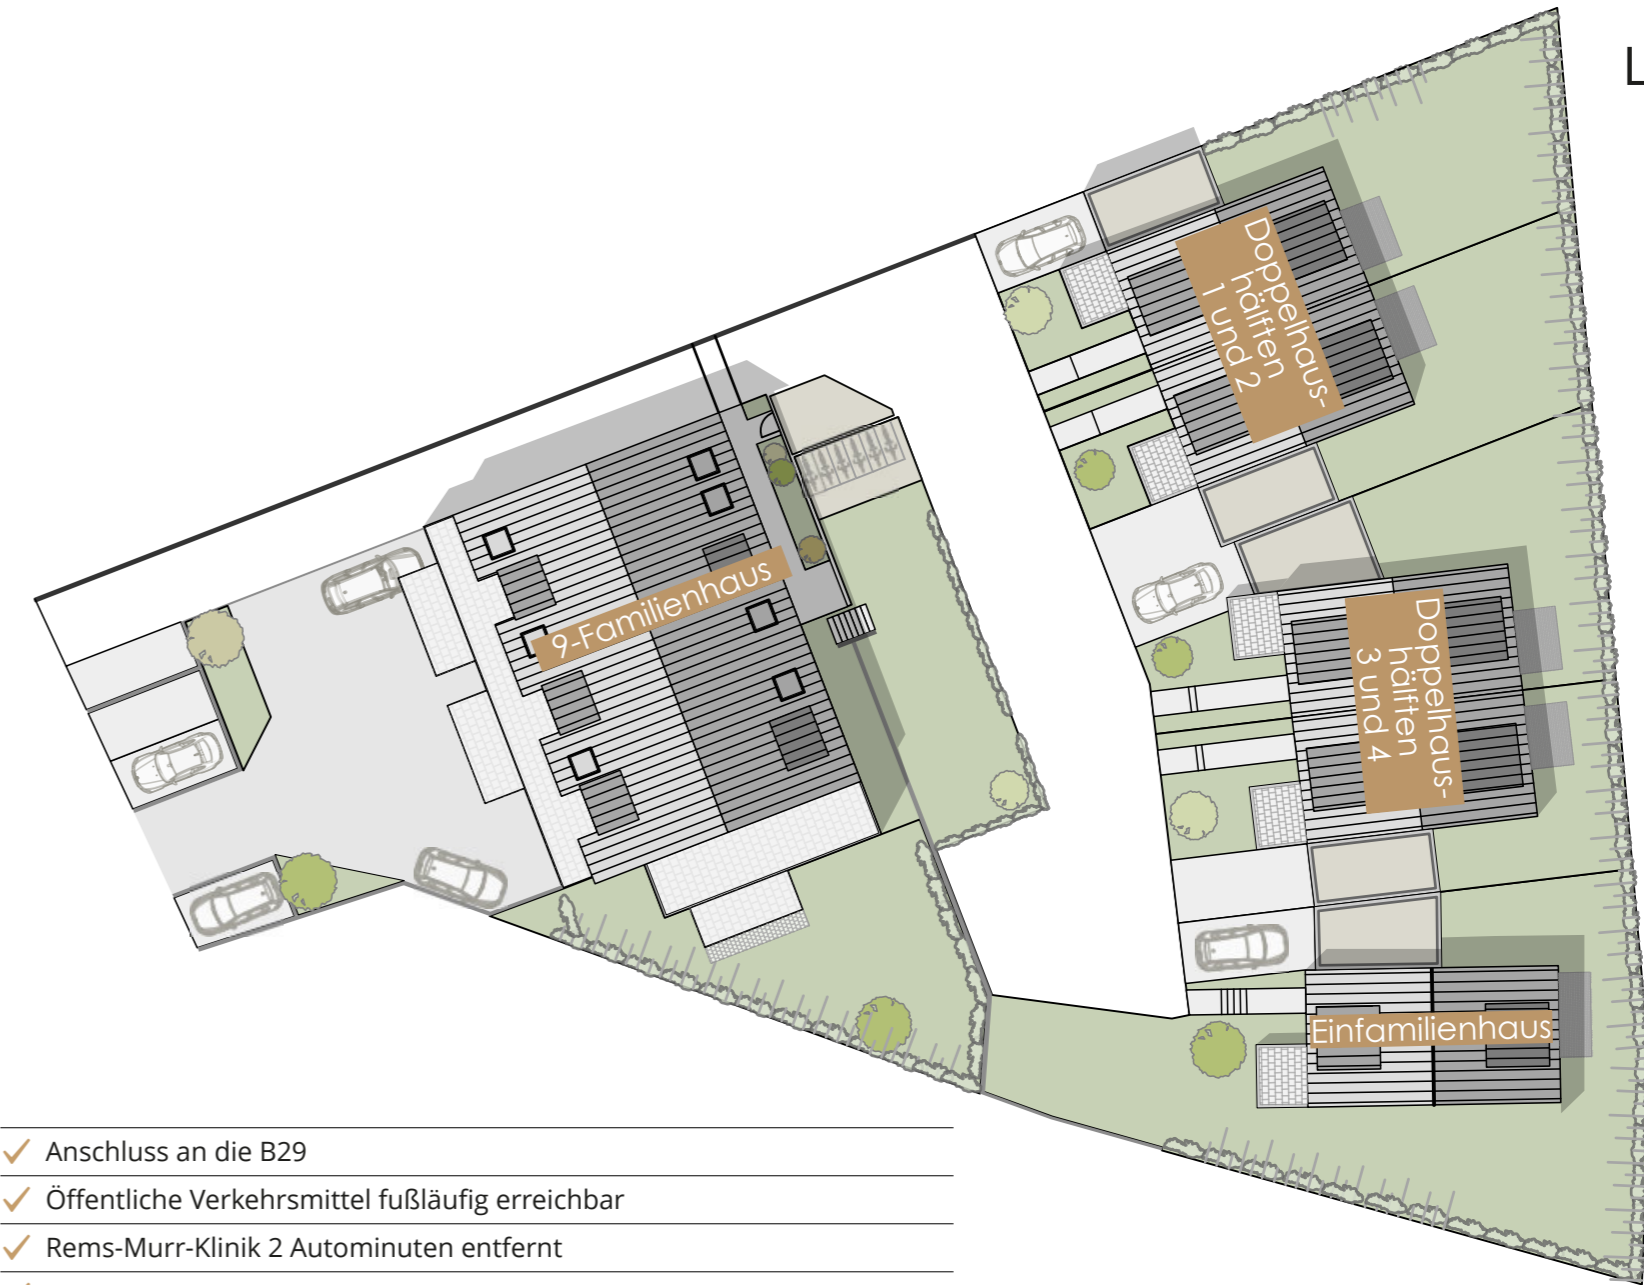 L
Doppelhaus-
hälften
1 und 2
9-Familienhaus
Doppelhaus-
hälften
3 und 4
Einfamilienhaus
Anschluss an die B29
Öffentliche Verkehrsmittel fußläufig erreichbar
Rems-Murr-Klinik 2 Autominuten entfernt